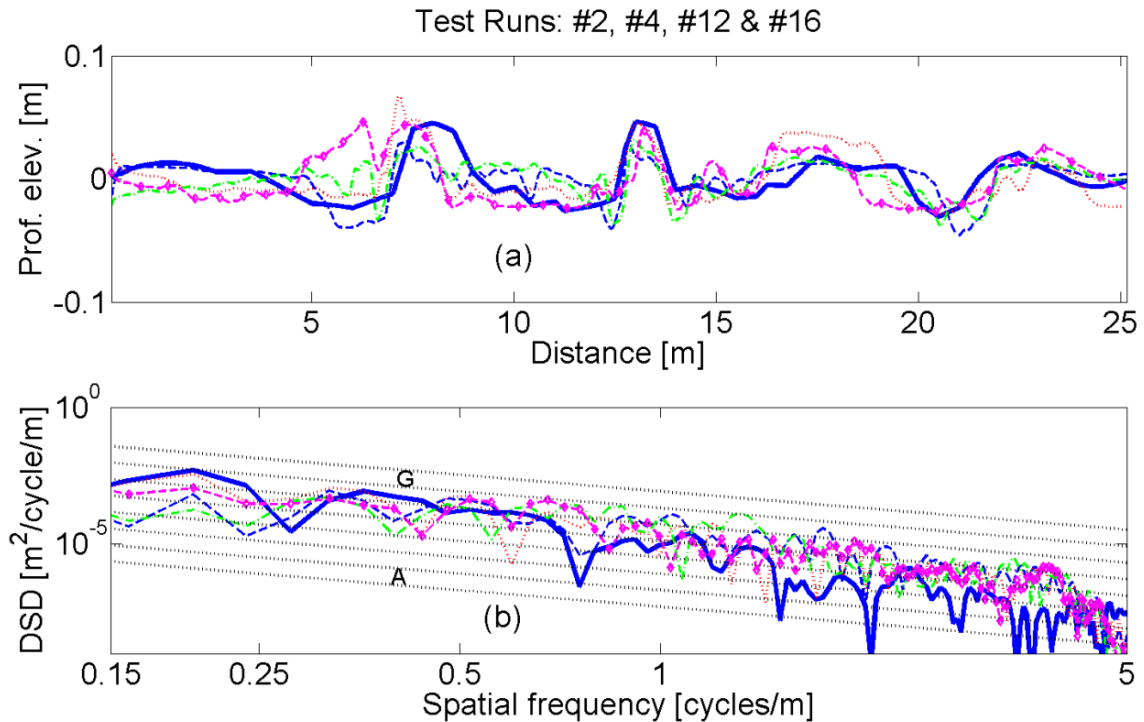 Test Runs: #2, #4, #12 & #16
0.1
0
-0.1
Prof. elev. [m]
(a)
5 10 15 20 25
Distance [m]
10^0
10^-5
DSD [m^2/cycle/m]
G
A
(b)
0.15 0.25 0.5 1 5
Spatial frequency [cycles/m]